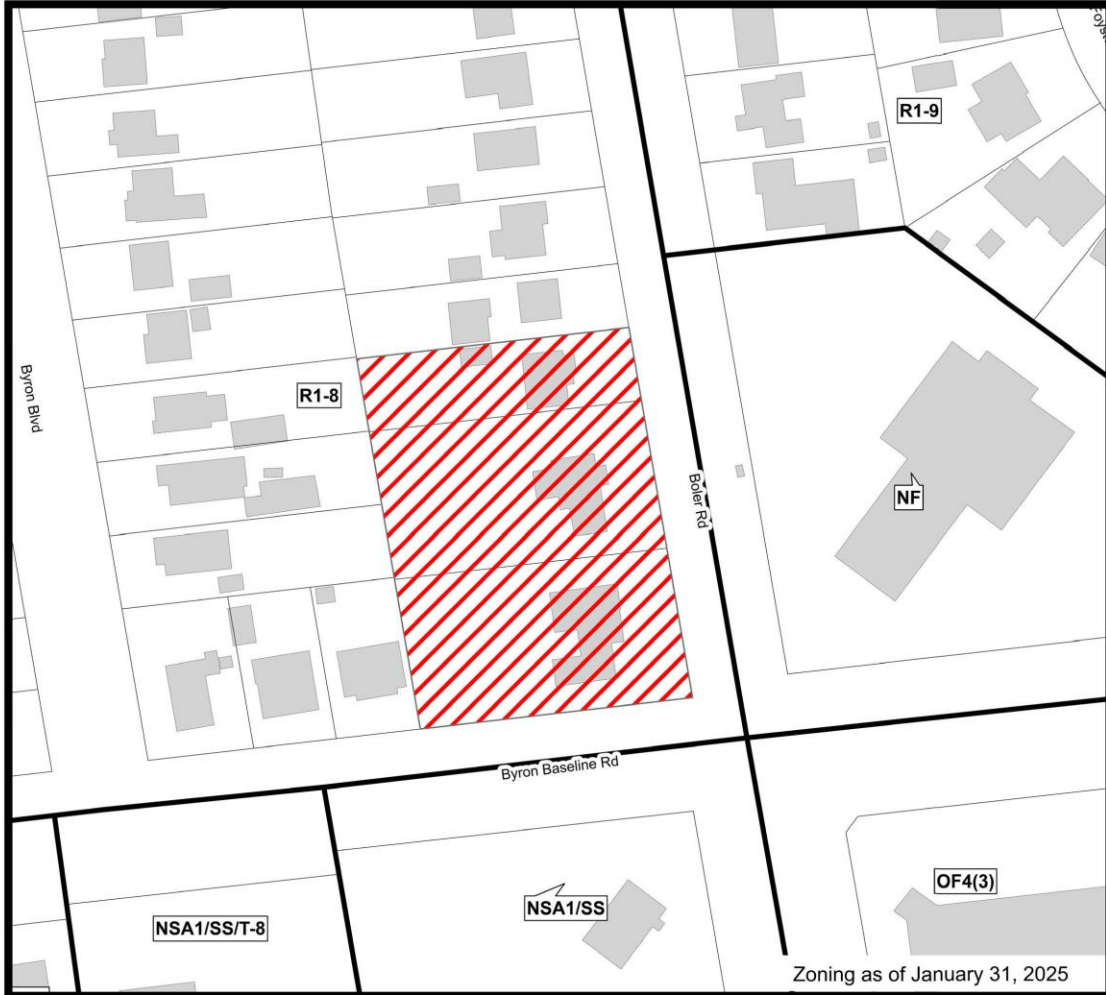 Foyst
R1-9
Byron Blvd
R1-8
Boler Rd
NF
Byron Baseline Rd
NSA1/SS/T-8
NSA1/SS
OF4(3)
Zoning as of January 31, 2025